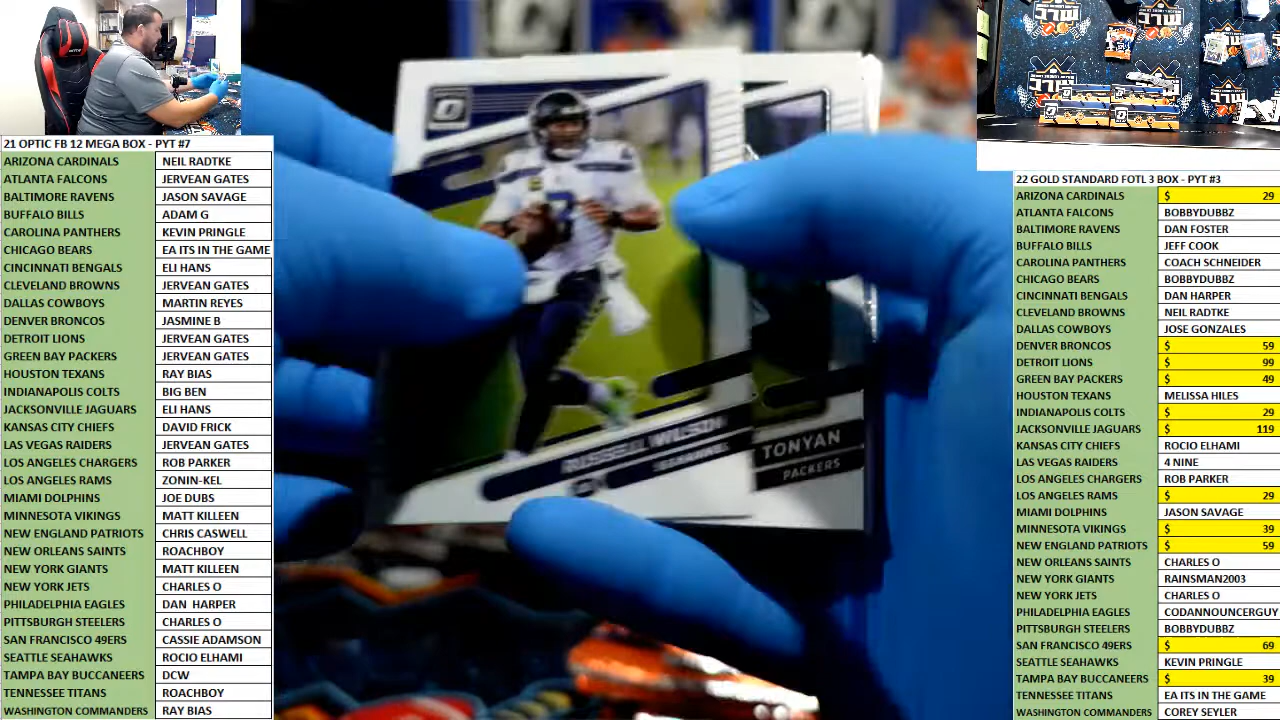 21 OPTIC FB 12 MEGA BOX - PYT #7
ARIZONA CARDINALS NEIL RADTKE
ATLANTA FALCONS JERVEAN GATES
BALTIMORE RAVENS JASON SAVAGE
BUFFALO BILLS ADAM G
CAROLINA PANTHERS KEVIN PRINGLE
CHICAGO BEARS EA ITS IN THE GAME
CINCINNATI BENGALS ELI HANS
CLEVELAND BROWNS JERVEAN GATES
DALLAS COWBOYS MARTIN REYES
DENVER BRONCOS JASMINE B
DETROIT LIONS JERVEAN GATES
GREEN BAY PACKERS JERVEAN GATES
HOUSTON TEXANS RAY BIAS
INDIANAPOLIS COLTS BIG BEN
JACKSONVILLE JAGUARS ELI HANS
KANSAS CITY CHIEFS DAVID FRICK
LAS VEGAS RAIDERS JERVEAN GATES
LOS ANGELES CHARGERS ROB PARKER
LOS ANGELES RAMS ZONIN-KEL
MIAMI DOLPHINS JOE DUBS
MINNESOTA VIKINGS MATT KILLEEN
NEW ENGLAND PATRIOTS CHRIS CASWELL
NEW ORLEANS SAINTS ROACHBOY
NEW YORK GIANTS MATT KILLEEN
NEW YORK JETS CHARLES O
PHILADELPHIA EAGLES DAN HARPER
PITTSBURGH STEELERS CHARLES O
SAN FRANCISCO 49ERS CASSIE ADAMSON
SEATTLE SEAHAWKS ROCIO ELHAMI
TAMPA BAY BUCCANEERS DCW
TENNESSEE TITANS ROACHBOY
WASHINGTON COMMANDERS RAY BIAS
RUSSELL WILSON
SEAHAWKS
TONYAN
PACKERS
22 GOLD STANDARD FOTL 3 BOX - PYT #3
ARIZONA CARDINALS $ 29
ATLANTA FALCONS BOBBYDUBBZ
BALTIMORE RAVENS DAN FOSTER
BUFFALO BILLS JEFF COOK
CAROLINA PANTHERS COACH SCHNEIDER
CHICAGO BEARS BOBBYDUBBZ
CINCINNATI BENGALS DAN HARPER
CLEVELAND BROWNS NEIL RADTKE
DALLAS COWBOYS JOSE GONZALES
DENVER BRONCOS $ 59
DETROIT LIONS $ 99
GREEN BAY PACKERS $ 49
HOUSTON TEXANS MELISSA HILES
INDIANAPOLIS COLTS $ 29
JACKSONVILLE JAGUARS $ 119
KANSAS CITY CHIEFS ROCIO ELHAMI
LAS VEGAS RAIDERS 4 NINE
LOS ANGELES CHARGERS ROB PARKER
LOS ANGELES RAMS $ 29
MIAMI DOLPHINS JASON SAVAGE
MINNESOTA VIKINGS $ 39
NEW ENGLAND PATRIOTS $ 59
NEW ORLEANS SAINTS CHARLES O
NEW YORK GIANTS RAINSMAN2003
NEW YORK JETS CHARLES O
PHILADELPHIA EAGLES CODANNOUNCERGUY
PITTSBURGH STEELERS BOBBYDUBBZ
SAN FRANCISCO 49ERS $ 69
SEATTLE SEAHAWKS KEVIN PRINGLE
TAMPA BAY BUCCANEERS $ 39
TENNESSEE TITANS EA ITS IN THE GAME
WASHINGTON COMMANDERS COREY SEYLER